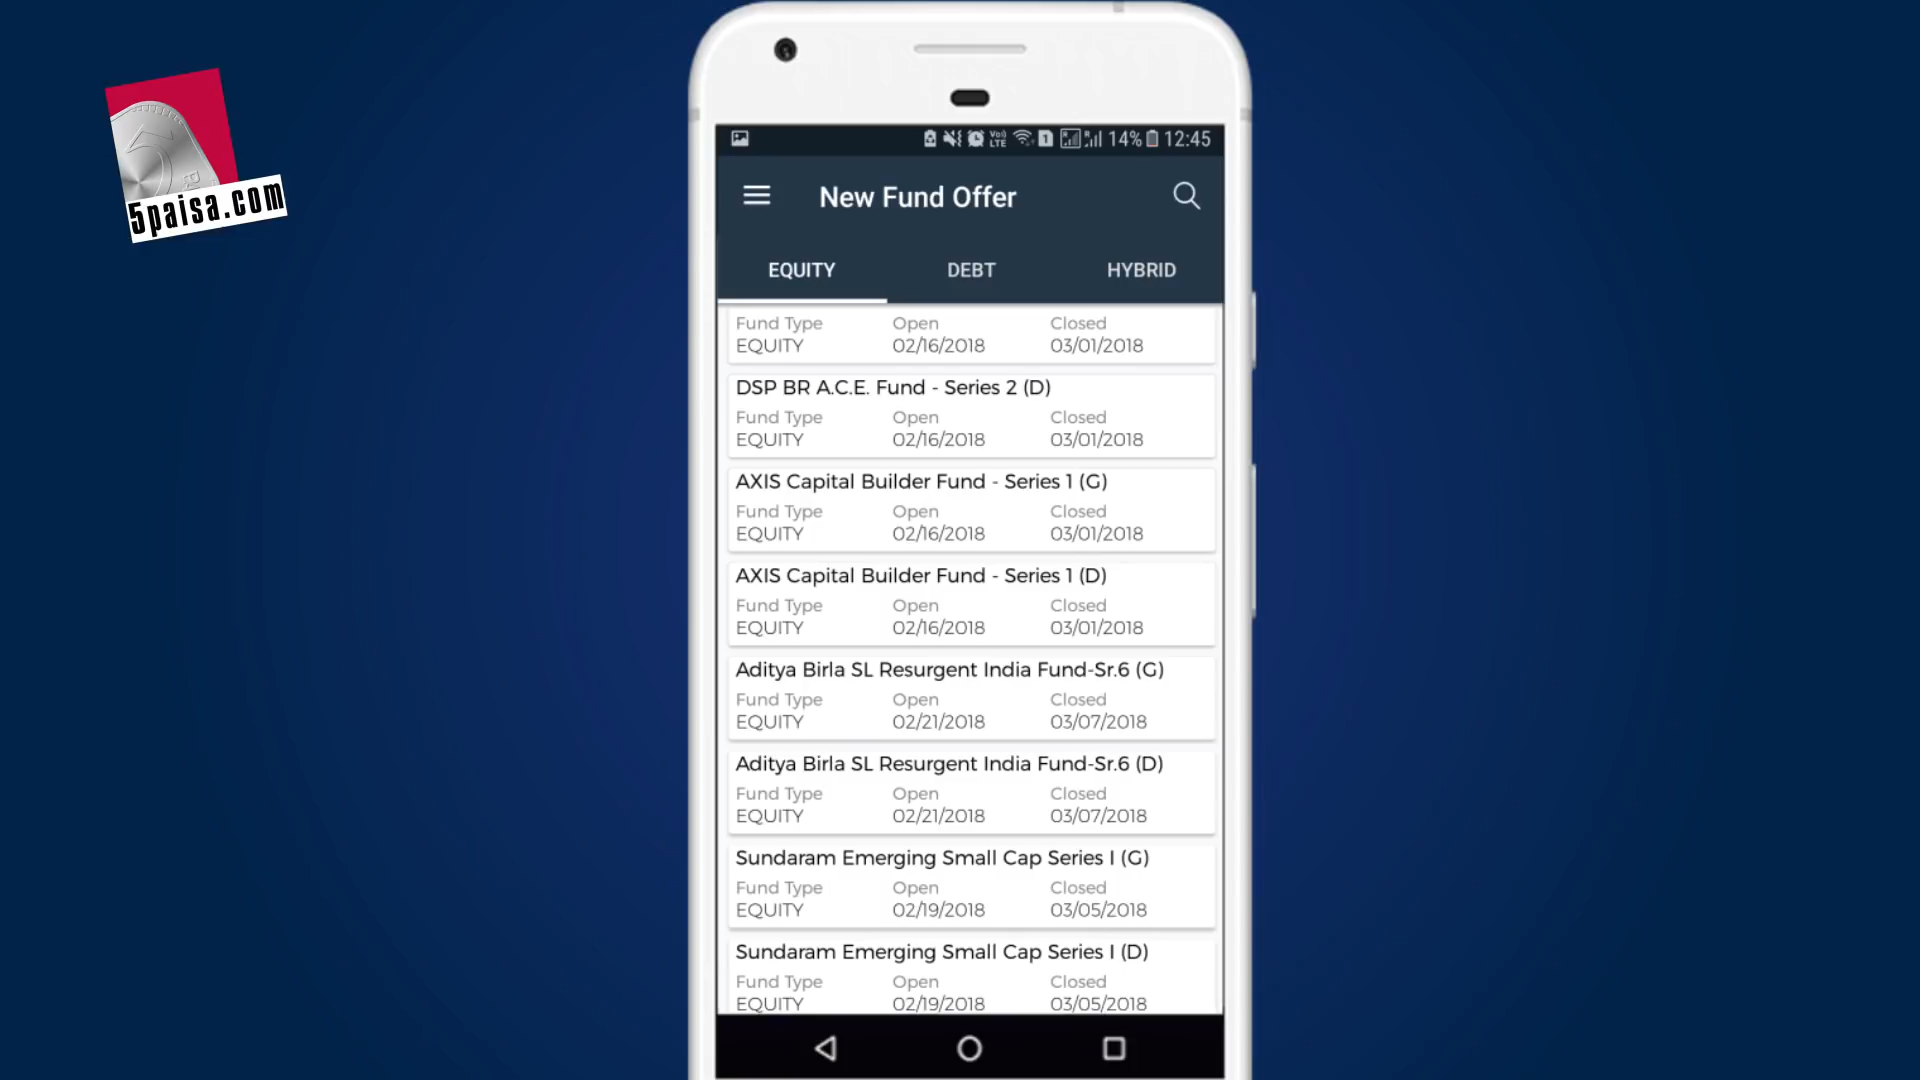 5paisa.com
14% 12:45
New Fund Offer
EQUITY DEBT HYBRID
Fund Type Open Closed
EQUITY 02/16/2018 03/01/2018
DSP BR A.C.E. Fund - Series 2 (D)
Fund Type Open Closed
EQUITY 02/16/2018 03/01/2018
AXIS Capital Builder Fund - Series 1 (G)
Fund Type Open Closed
EQUITY 02/16/2018 03/01/2018
AXIS Capital Builder Fund - Series 1 (D)
Fund Type Open Closed
EQUITY 02/16/2018 03/01/2018
Aditya Birla SL Resurgent India Fund-Sr.6 (G)
Fund Type Open Closed
EQUITY 02/21/2018 03/07/2018
Aditya Birla SL Resurgent India Fund-Sr.6 (D)
Fund Type Open Closed
EQUITY 02/21/2018 03/07/2018
Sundaram Emerging Small Cap Series I (G)
Fund Type Open Closed
EQUITY 02/19/2018 03/05/2018
Sundaram Emerging Small Cap Series I (D)
Fund Type Open Closed
EQUITY 02/19/2018 03/05/2018